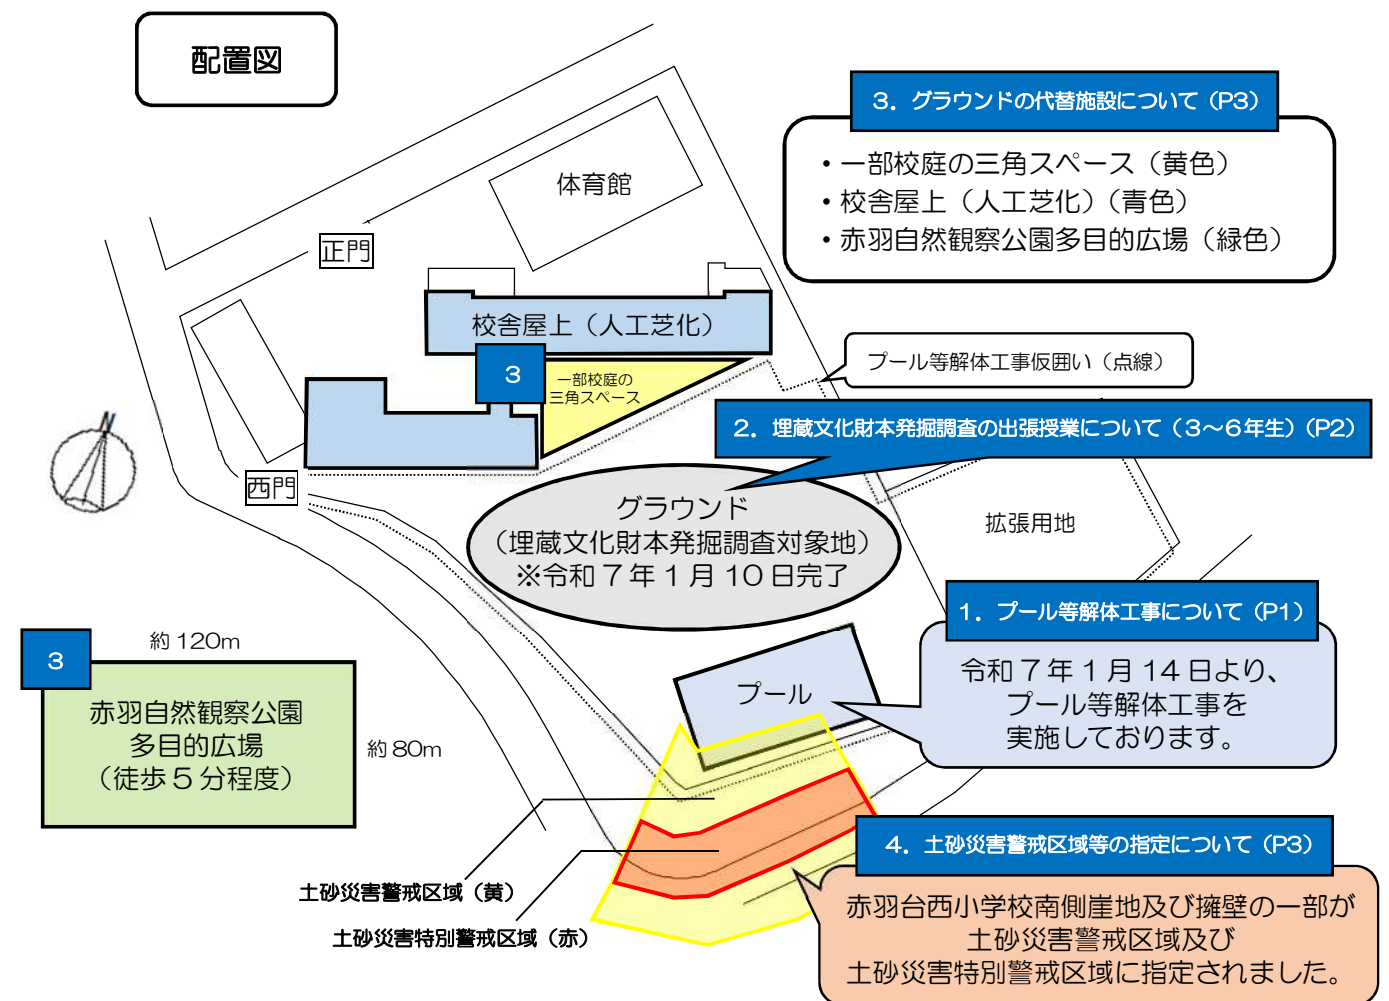 配置図
3．グラウンドの代替施設について（P3）
・一部校庭の三角スペース（黄色）
・校舎屋上（人工芝化）（青色）
・赤羽自然観察公園多目的広場（緑色）
体育館
正門
校舎屋上（人工芝化）
3
一部校庭の
三角スペース
プール等解体工事仮囲い（点線）
2．埋蔵文化財本発掘調査の出張授業について（３～６年生）（P2）
N
西門
グラウンド
（埋蔵文化財本発掘調査対象地）
※令和７年１月10日完了
拡張用地
1．プール等解体工事について（P1）
令和７年１月14日より、
プール等解体工事を
実施しております。
プール
3
約120m
赤羽自然観察公園
多目的広場
（徒歩５分程度）
約80m
4．土砂災害警戒区域等の指定について（P3）
赤羽台西小学校南側崖地及び擁壁の一部が
土砂災害警戒区域及び
土砂災害特別警戒区域に指定されました。
土砂災害警戒区域（黄）
土砂災害特別警戒区域（赤）